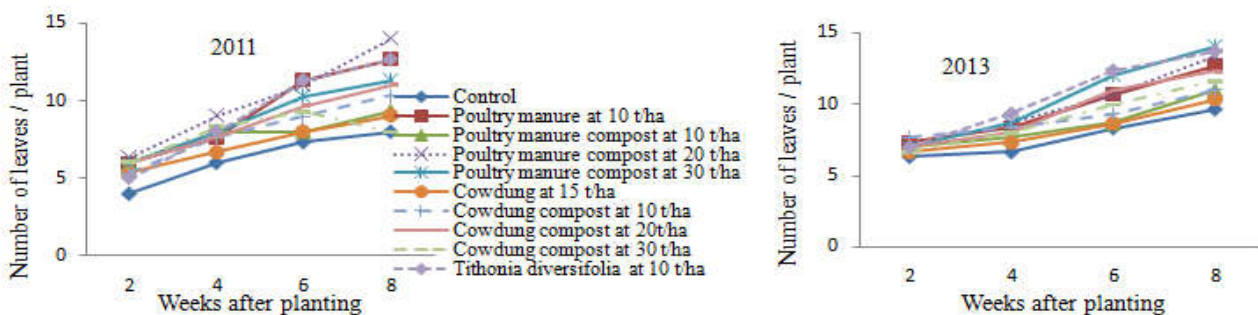 15
2011
10
5
0
2
4
6
8
Number of leaves / plant
Weeks after planting
Control
Poultry manure at 10 t/ha
Poultry manure compost at 10 t/ha
Poultry manure compost at 20 t/ha
Poultry manure compost at 30 t/ha
Cowdung at 15 t/ha
Cowdung compost at 10 t/ha
Cowdung compost at 20t/ha
Cowdung compost at 30 t/ha
Tithonia diversifolia at 10 t/ha
15
2013
10
5
0
2
4
6
8
Number of leaves / plant
Weeks after planting